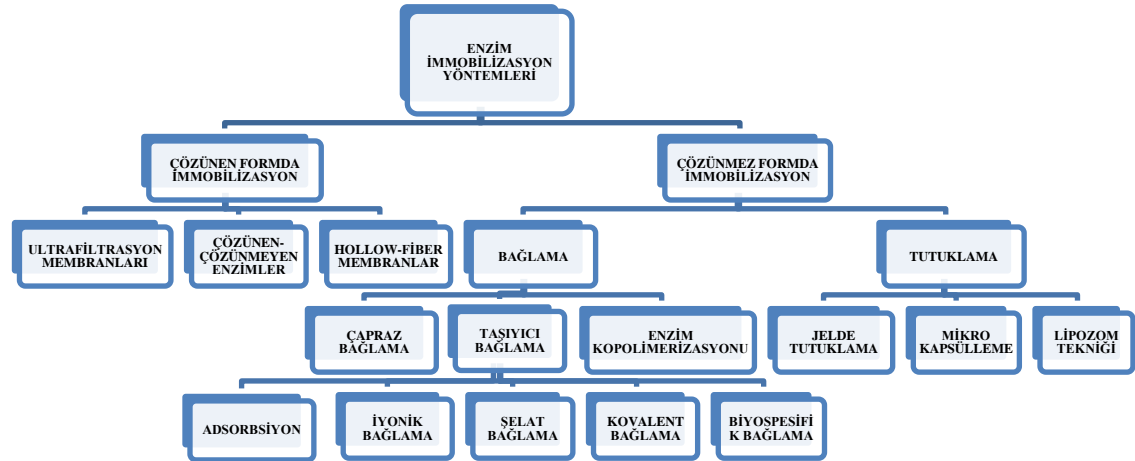 ENZİM
İMMOBİLİZASYON
YÖNTEMLERİ
ÇÖZÜNEN FORMDA
İMMOBİLİZASYON
ÇÖZÜNMEZ FORMDA
İMMOBİLİZASYON
ULTRAFİLTRASYON
MEMBRANLARI
ÇÖZÜNEN-
ÇÖZÜNMEYEN
ENZİMLER
HOLLOW-FİBER
MEMBRANLAR
BAĞLAMA
TUTUKLAMA
ÇAPRAZ
BAĞLAMA
TAŞIYICI
BAĞLAMA
ENZİM
KOPOLİMERİZASYONU
JELDE
TUTUKLAMA
MİKRO
KAPSÜLLEME
LİPOZOM
TEKNİĞİ
ADSORBSİYON
İYONİK
BAĞLAMA
ŞELAT
BAĞLAMA
KOVALENT
BAĞLAMA
BİYOSPESİFİ
K BAĞLAMA